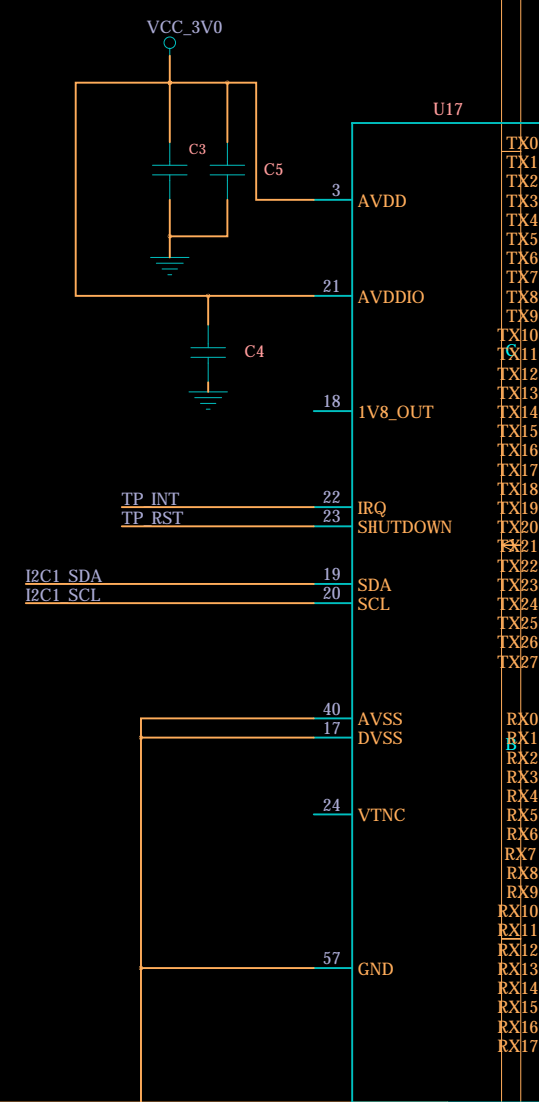 VCC_3V0
U17
C3
C5
TX0
TX1
TX2
3
AVDD
TX3
TX4
TX5
TX6
TX7
21
AVDDIO
TX8
TX9
TX10
C4
C
TX11
TX12
TX13
18
1V8_OUT
TX14
TX15
TX16
TX17
TX18
TP_INT
22
IRQ
TX19
TP_RST
23
SHUTDOWN
TX20
TX21
TX22
I2C1_SDA
19
SDA
TX23
I2C1_SCL
20
SCL
TX24
TX25
TX26
TX27
40
AVSS
RX0
17
DVSS
RX1
B
RX2
RX3
RX4
24
VTNC
RX5
RX6
RX7
RX8
RX9
RX10
RX11
RX12
57
GND
RX13
RX14
RX15
RX16
RX17